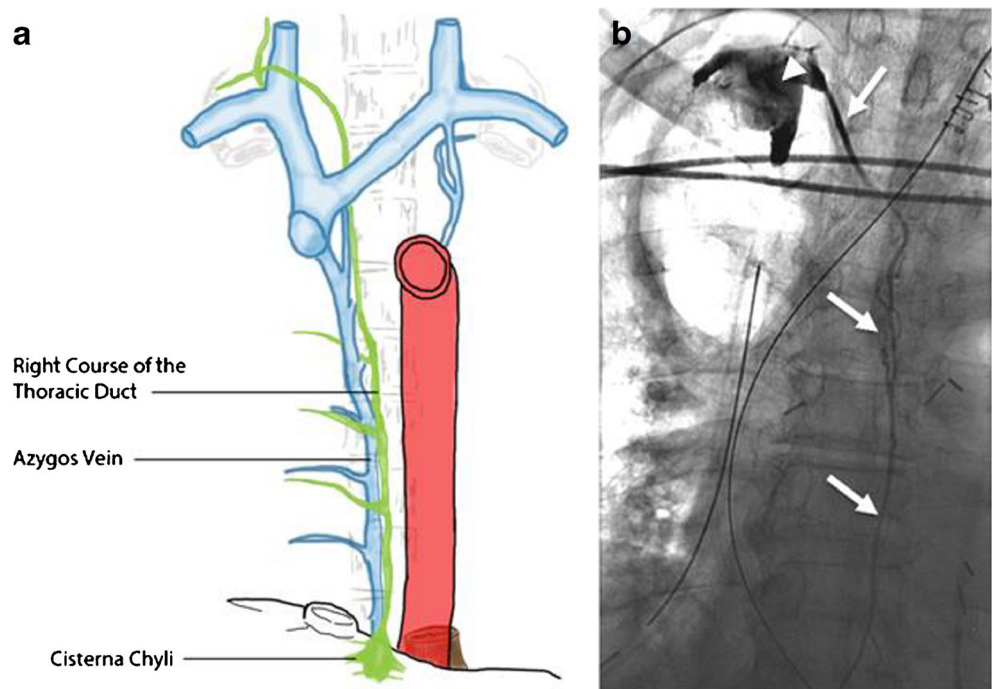 a
b
Right Course of the
Thoracic Duct
Azygos Vein
Cisterna Chyli